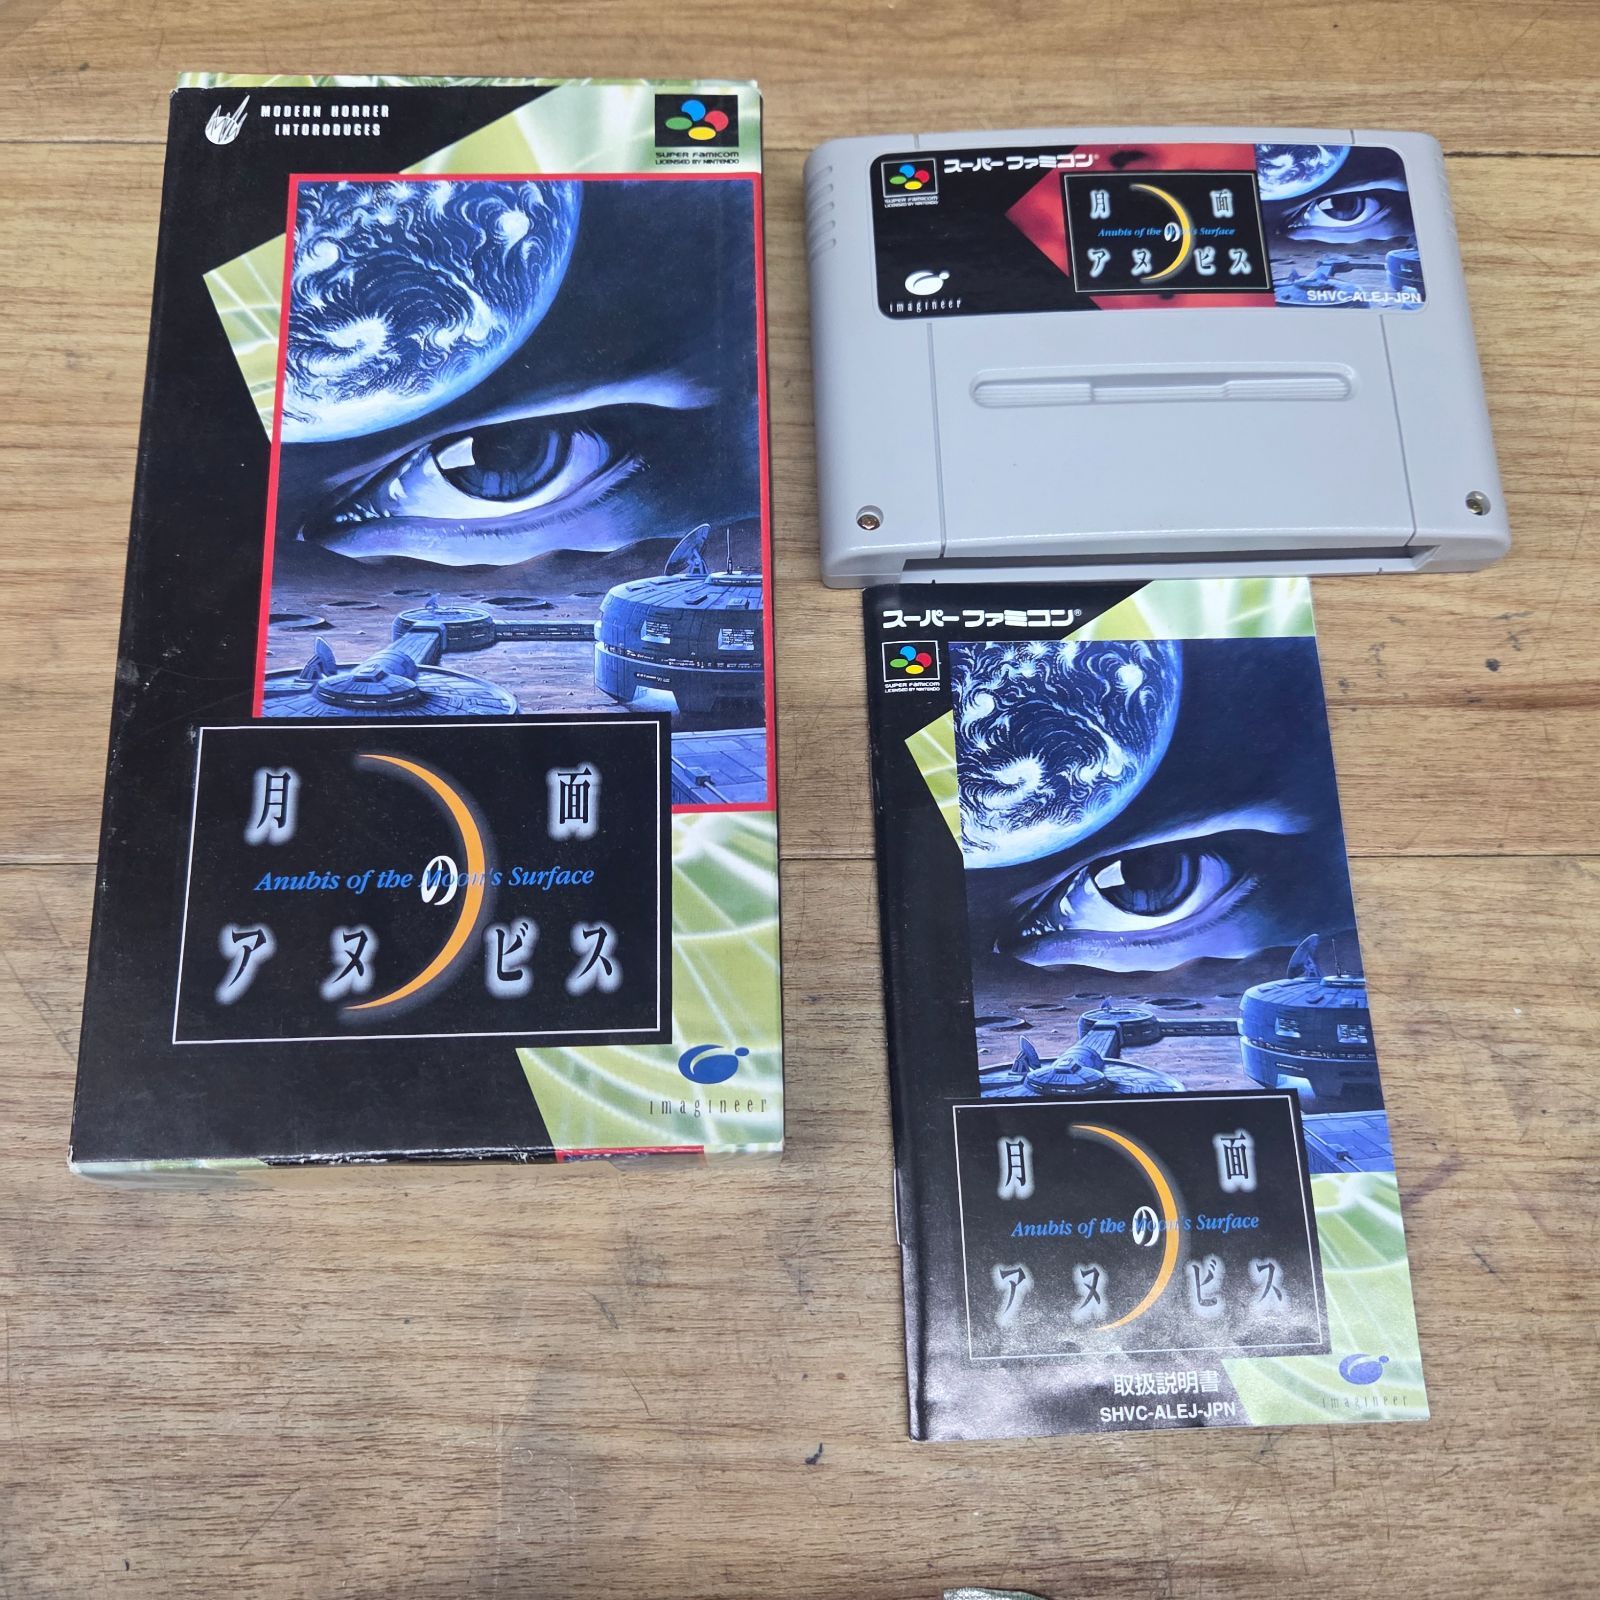 MODERN HORRER
INTORODUCES
SUPER FAMICOM
LICENSED BY NINTENDO
月面
の
Anubis of the Moon's Surface
アヌビス
imagineer
スーパーファミコン®
SUPER FAMICOM
LICENSED BY NINTENDO
月面
Anubis of the Moon's Surface
の
アヌビス
imagineer
SHVC-ALEJ-JPN
スーパーファミコン®
SUPER FAMICOM
LICENSED BY NINTENDO
月面
Anubis of the Moon's Surface
の
アヌビス
取扱説明書
SHVC-ALEJ-JPN
imagineer